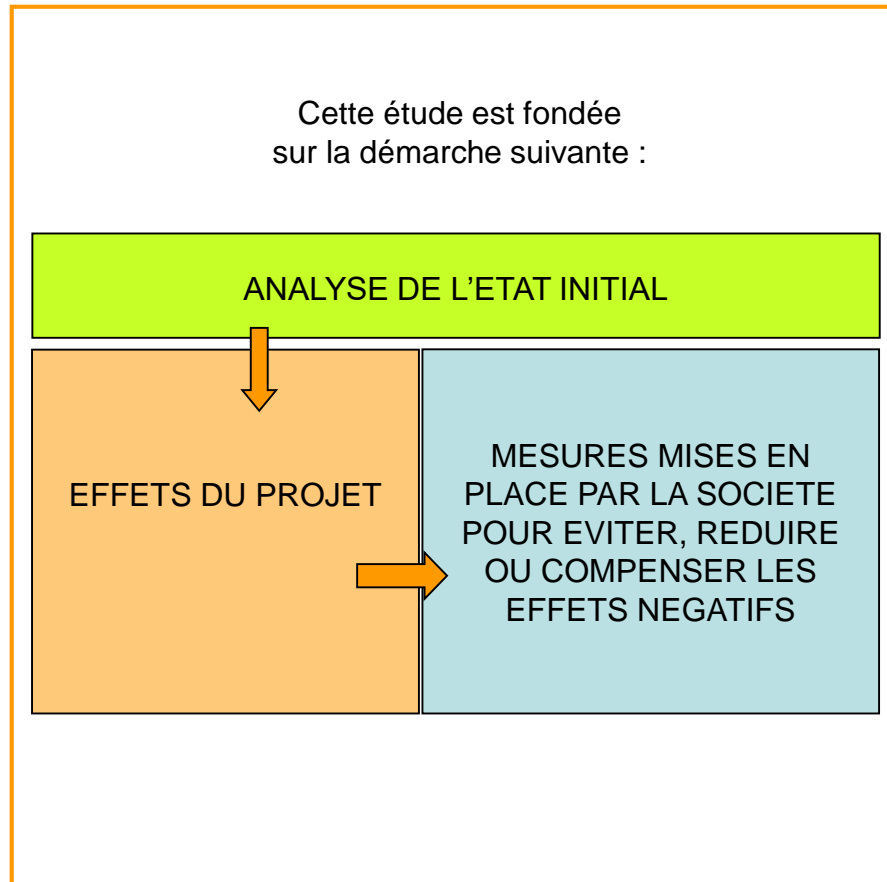 Cette étude est fondée
sur la démarche suivante :
ANALYSE DE L'ETAT INITIAL
EFFETS DU PROJET
MESURES MISES EN
PLACE PAR LA SOCIETE
POUR EVITER, REDUIRE
OU COMPENSER LES
EFFETS NEGATIFS